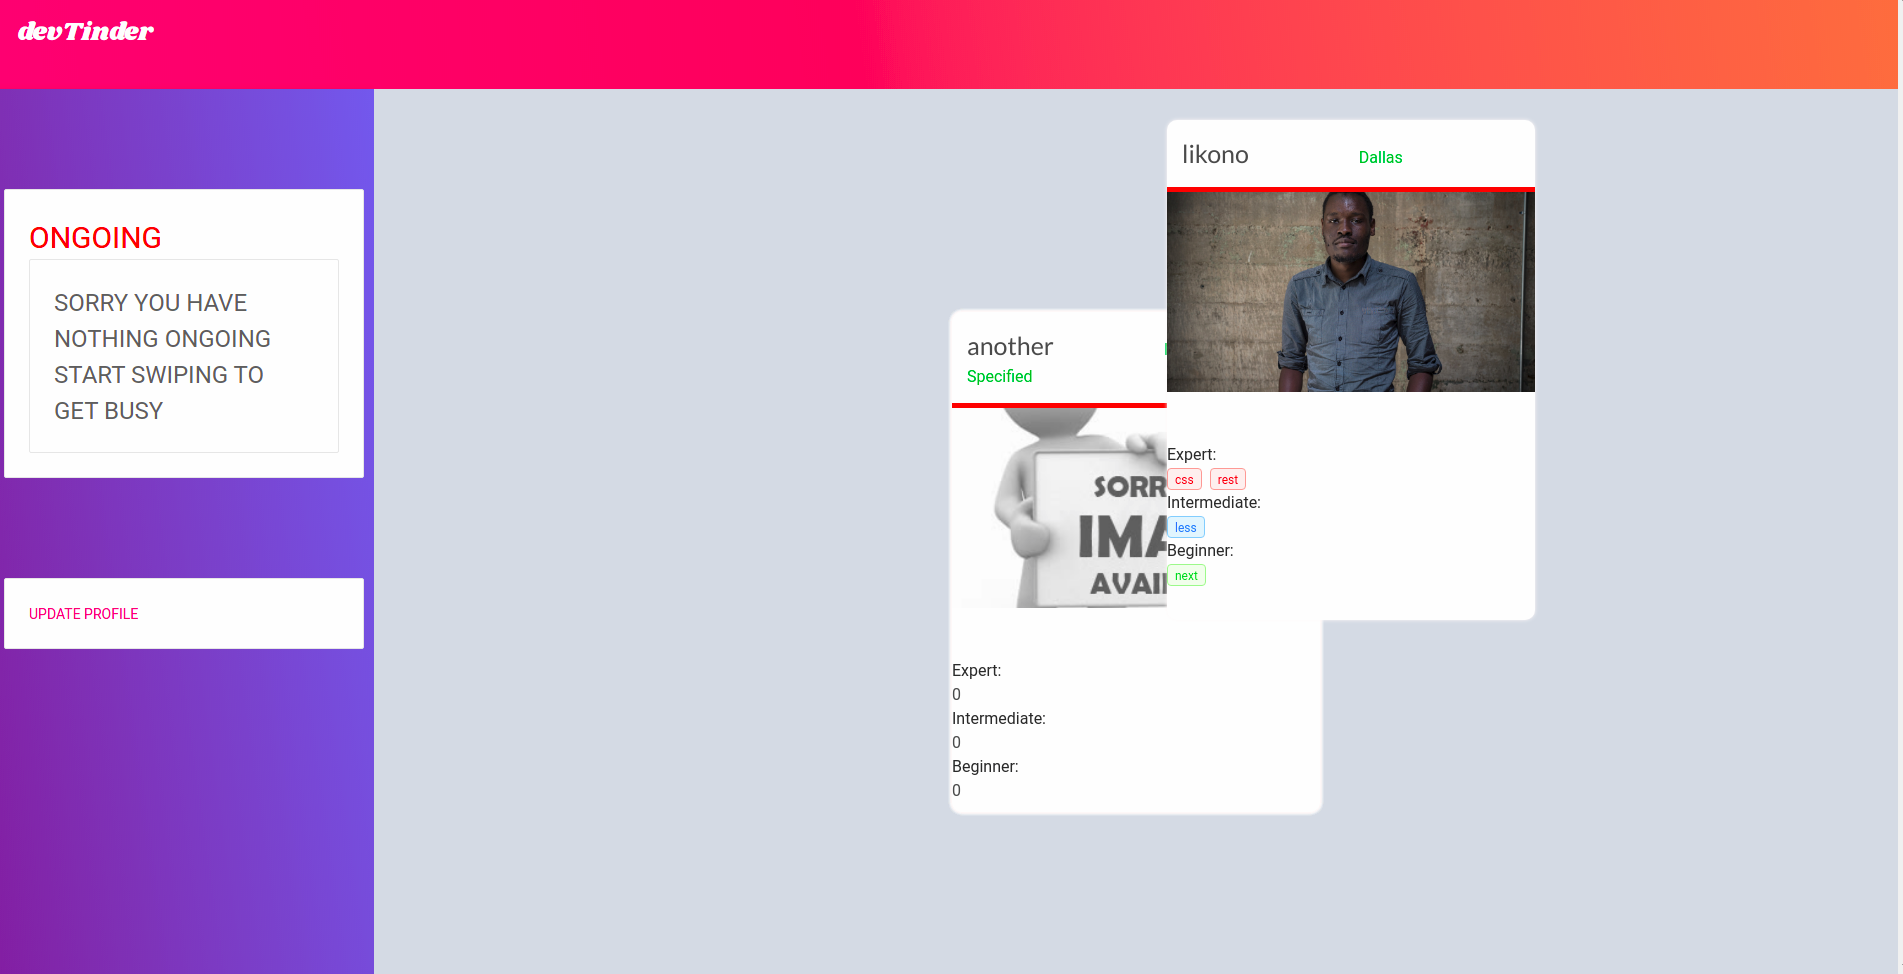 devTinder
ONGOING
SORRY YOU HAVE
NOTHING ONGOING
START SWIPING TO
GET BUSY
UPDATE PROFILE
likono
Dallas
Expert:
css rest
Intermediate:
less
Beginner:
next
another
Specified
SORR
IMA
AVAI
Expert:
0
Intermediate:
0
Beginner:
0